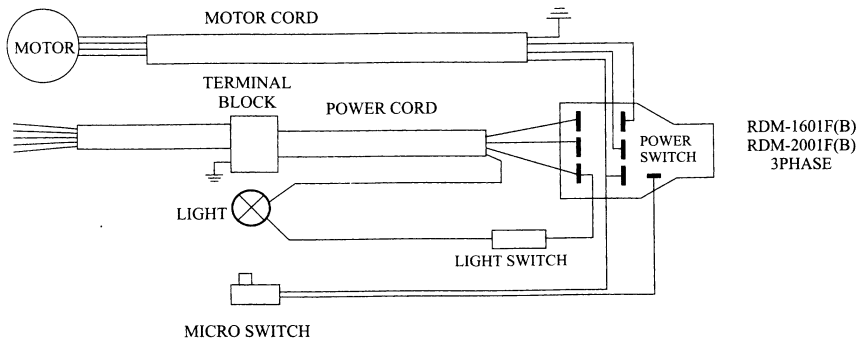 MOTOR CORD
MOTOR
TERMINAL
BLOCK
POWER CORD
RDM-1601F(B)
RDM-2001F(B)
3PHASE
POWER
SWITCH
LIGHT
LIGHT SWITCH
MICRO SWITCH